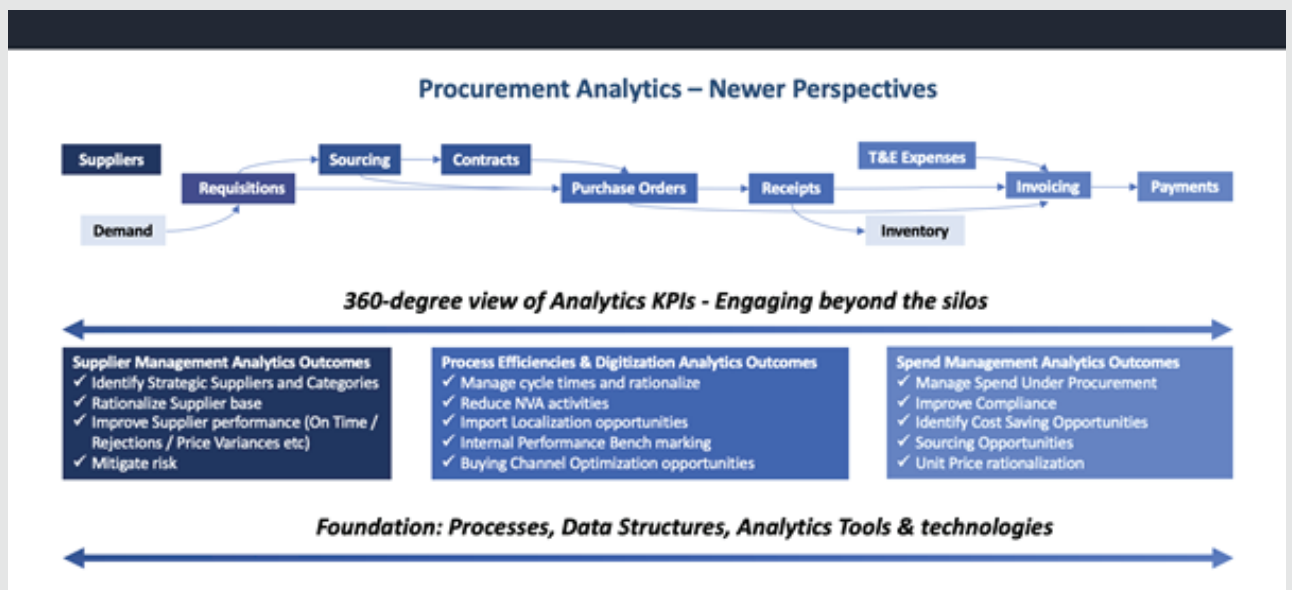 Procurement Analytics – Newer Perspectives
Suppliers
Sourcing
Contracts
T&E Expenses
Requisitions
Purchase Orders
Receipts
Invoicing
Payments
Demand
Inventory
360-degree view of Analytics KPIs - Engaging beyond the silos
Supplier Management Analytics Outcomes
✓ Identify Strategic Suppliers and Categories
✓ Rationalize Supplier base
✓ Improve Supplier performance (On Time /
Rejections / Price Variances etc)
✓ Mitigate risk
Process Efficiencies & Digitization Analytics Outcomes
✓ Manage cycle times and rationalize
✓ Reduce NVA activities
✓ Import Localization opportunities
✓ Internal Performance Bench marking
✓ Buying Channel Optimization opportunities
Spend Management Analytics Outcomes
✓ Manage Spend Under Procurement
✓ Improve Compliance
✓ Identify Cost Saving Opportunities
✓ Sourcing Opportunities
✓ Unit Price rationalization
Foundation: Processes, Data Structures, Analytics Tools & technologies